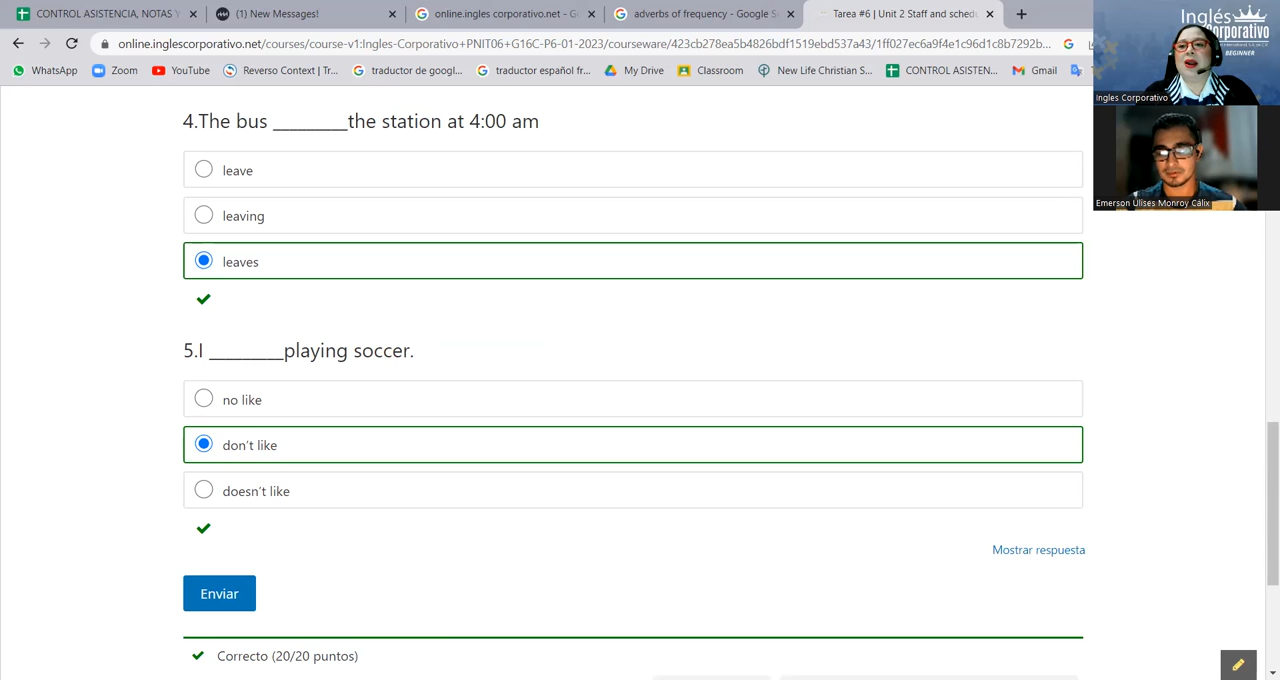 CONTROL ASISTENCIA, NOTAS Y
(1) New Messages!
online.ingles corporativo.net - G
adverbs of frequency - Google S
Tarea #6 | Unit 2 Staff and sched
online.inglescorporativo.net/courses/course-v1:Ingles-Corporativo+PNIT06+G16C-P6-01-2023/courseware/423cb278ea5b4826bdf1519ebd537a43/1ff027ec6a9f4e1c96d1c8b7292b...
WhatsApp
Zoom
YouTube
Reverso Context | Tr...
traductor de googl...
traductor español fr...
My Drive
Classroom
New Life Christian S...
CONTROL ASISTEN...
Gmail
Inglés
Corporativo
BEGINNER
Ingles Corporativo
Emerson Ulises Monroy Cálix
4.The bus _________the station at 4:00 am
leave
leaving
leaves
5.I _________playing soccer.
no like
don't like
doesn't like
Mostrar respuesta
Enviar
Correcto (20/20 puntos)